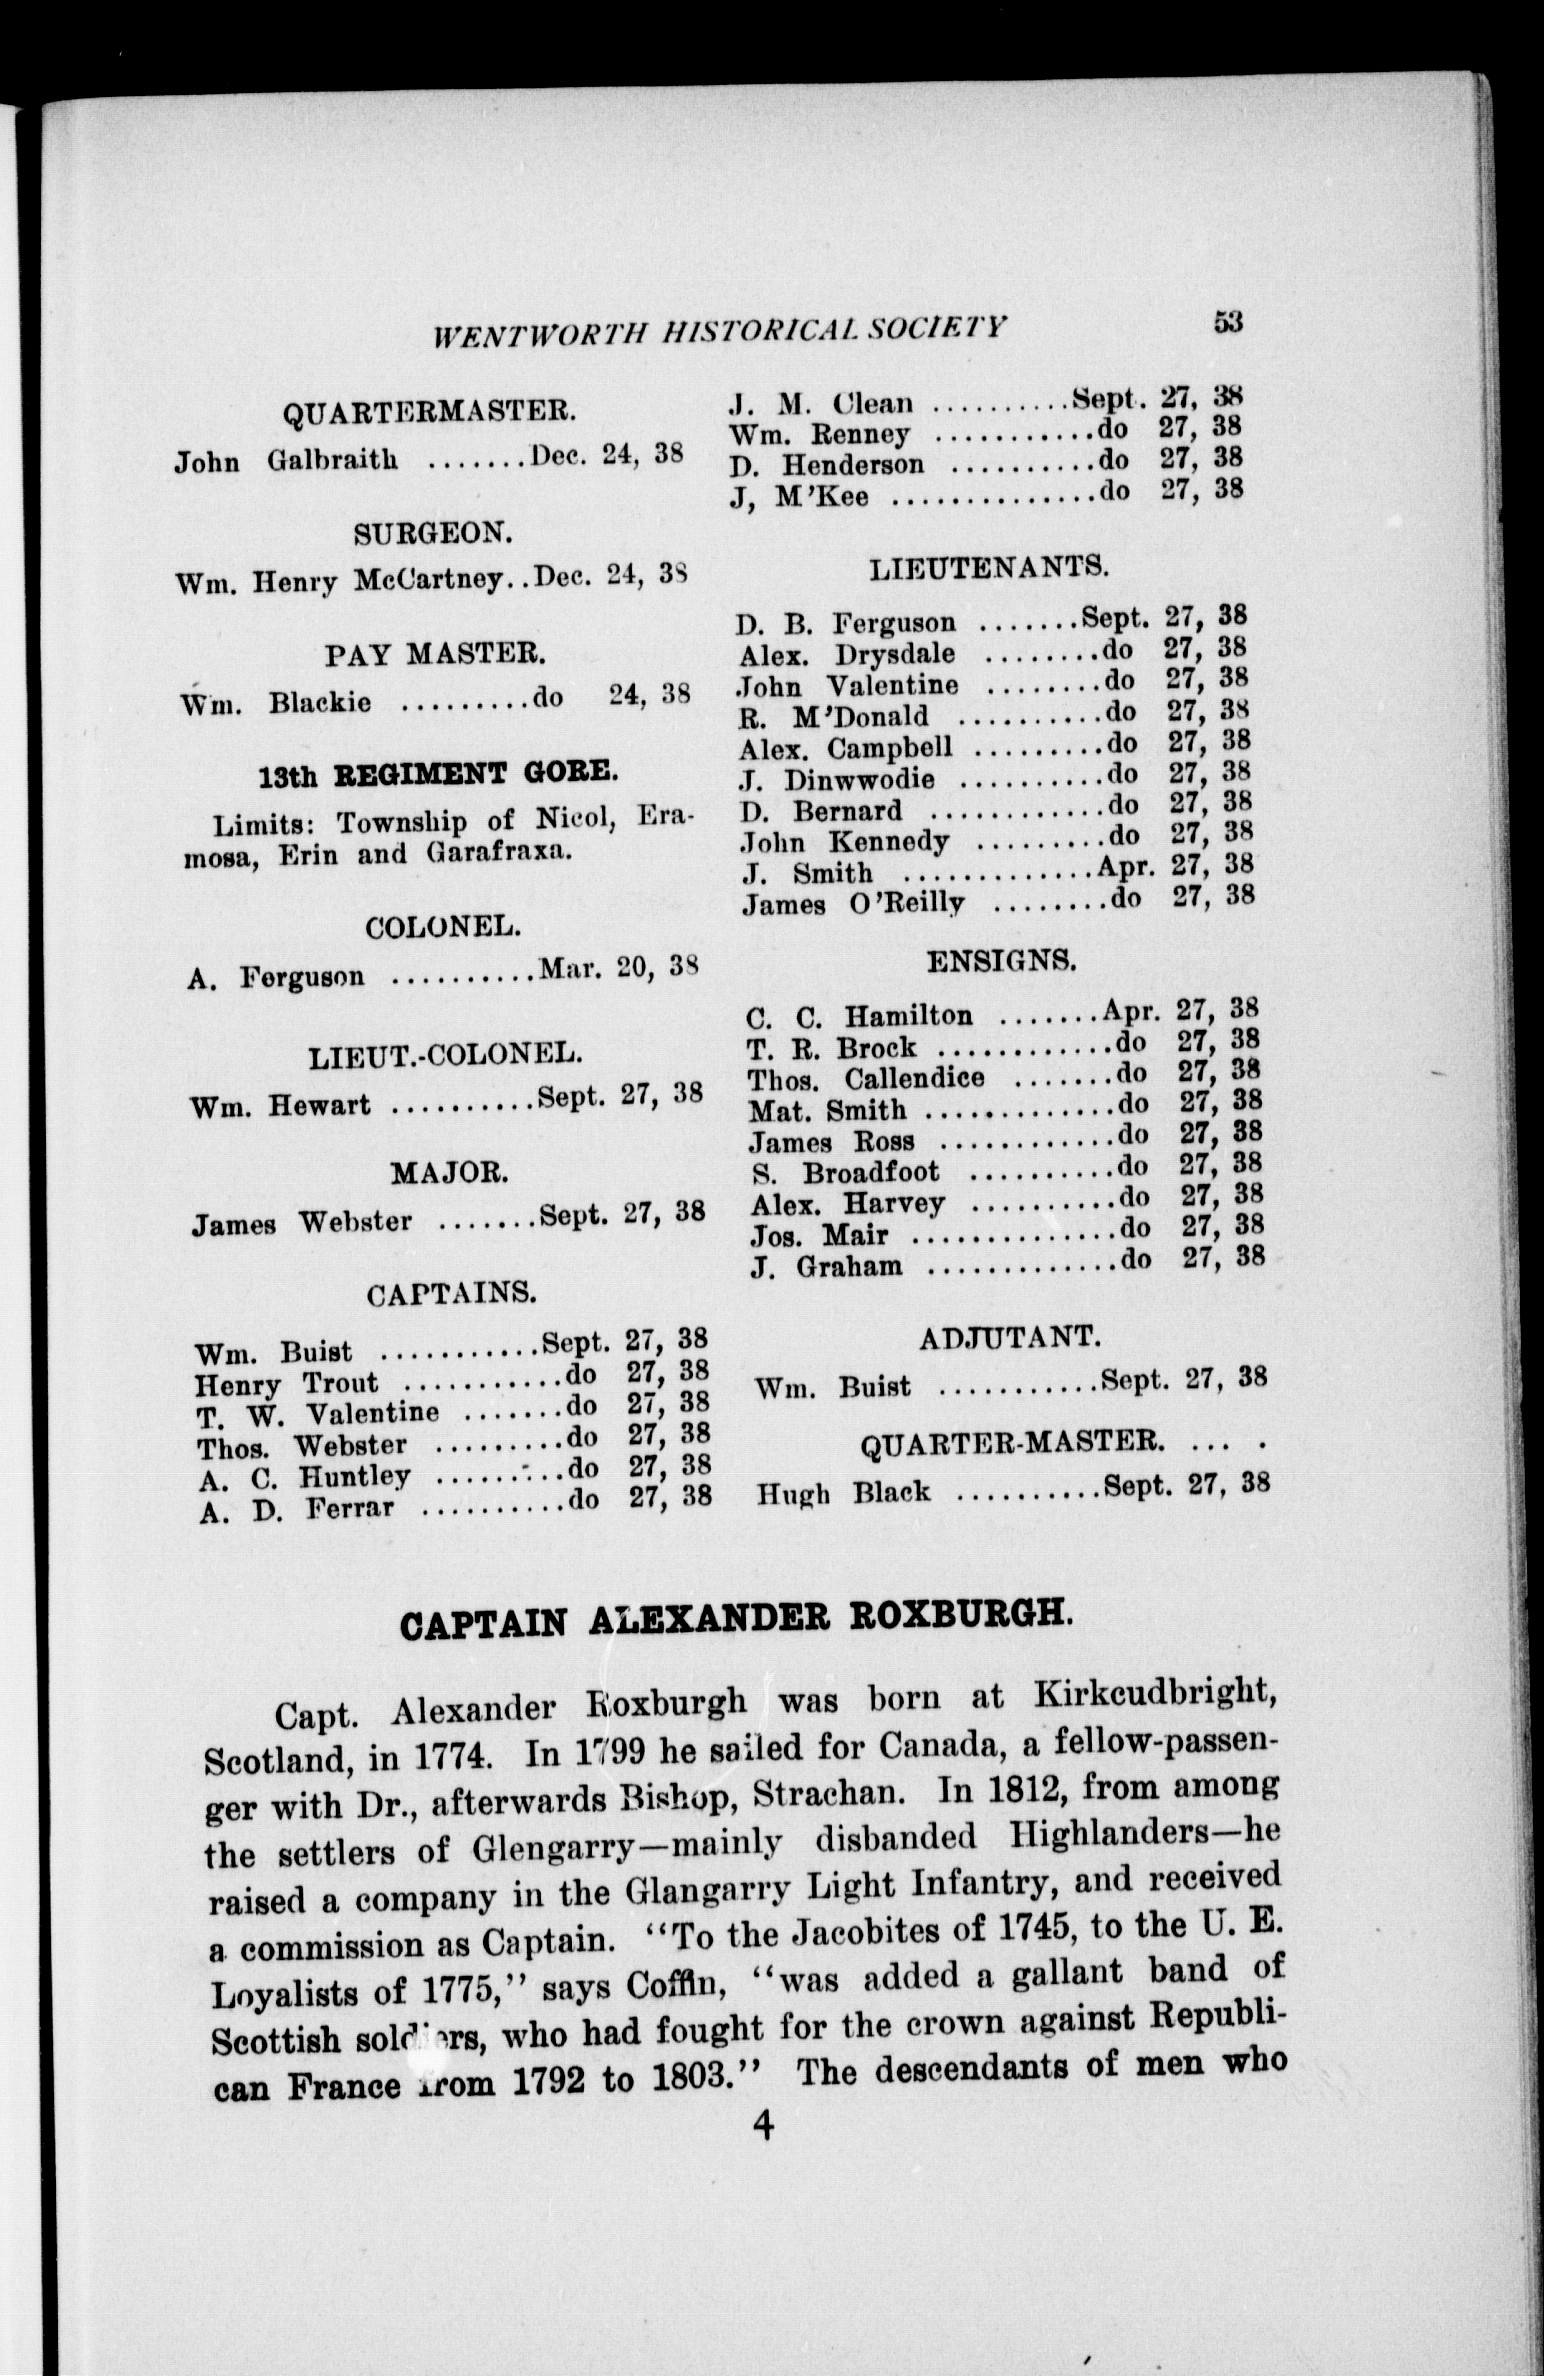 WENTWORTH HISTORICAL SOCIETY 53
QUARTERMASTER.
John Galbraith .......Dec. 24, 38
SURGEON.
Wm. Henry McCartney..Dec. 24, 38
PAY MASTER.
Wm. Blackie .........do 24, 38
13th REGIMENT GORE.
Limits: Township of Nicol, Era-
mosa, Erin and Garafraxa.
COLONEL.
A. Ferguson ..........Mar. 20, 38
LIEUT.-COLONEL.
Wm. Hewart ..........Sept. 27, 38
MAJOR.
James Webster .......Sept. 27, 38
CAPTAINS.
Wm. Buist ...........Sept. 27, 38
Henry Trout ...........do 27, 38
T. W. Valentine .......do 27, 38
Thos. Webster .........do 27, 38
A. C. Huntley .........do 27, 38
A. D. Ferrar ..........do 27, 38
J. M. Clean ..........Sept. 27, 38
Wm. Renney ...........do 27, 38
D. Henderson ..........do 27, 38
J, M'Kee ..............do 27, 38
LIEUTENANTS.
D. B. Ferguson .......Sept. 27, 38
Alex. Drysdale ........do 27, 38
John Valentine ........do 27, 38
R. M'Donald ..........do 27, 38
Alex. Campbell .........do 27, 38
J. Dinwwodie ..........do 27, 38
D. Bernard ............do 27, 38
John Kennedy .........do 27, 38
J. Smith .............Apr. 27, 38
James O'Reilly ........do 27, 38
ENSIGNS.
C. C. Hamilton .......Apr. 27, 38
T. R. Brock ............do 27, 38
Thos. Callendice .......do 27, 38
Mat. Smith .............do 27, 38
James Ross ............do 27, 38
S. Broadfoot ..........do 27, 38
Alex. Harvey ..........do 27, 38
Jos. Mair ..............do 27, 38
J. Graham .............do 27, 38
ADJUTANT.
Wm. Buist ...........Sept. 27, 38
QUARTER-MASTER. ... .
Hugh Black ..........Sept. 27, 38
CAPTAIN ALEXANDER ROXBURGH.
Capt. Alexander Roxburgh was born at Kirkcudbright,
Scotland, in 1774. In 1799 he sailed for Canada, a fellow-passen-
ger with Dr., afterwards Bishop, Strachan. In 1812, from among
the settlers of Glengarry—mainly disbanded Highlanders—he
raised a company in the Glangarry Light Infantry, and received
a commission as Captain. "To the Jacobites of 1745, to the U. E.
Loyalists of 1775," says Coffin, "was added a gallant band of
Scottish soldiers, who had fought for the crown against Republi-
can France from 1792 to 1803." The descendants of men who
4